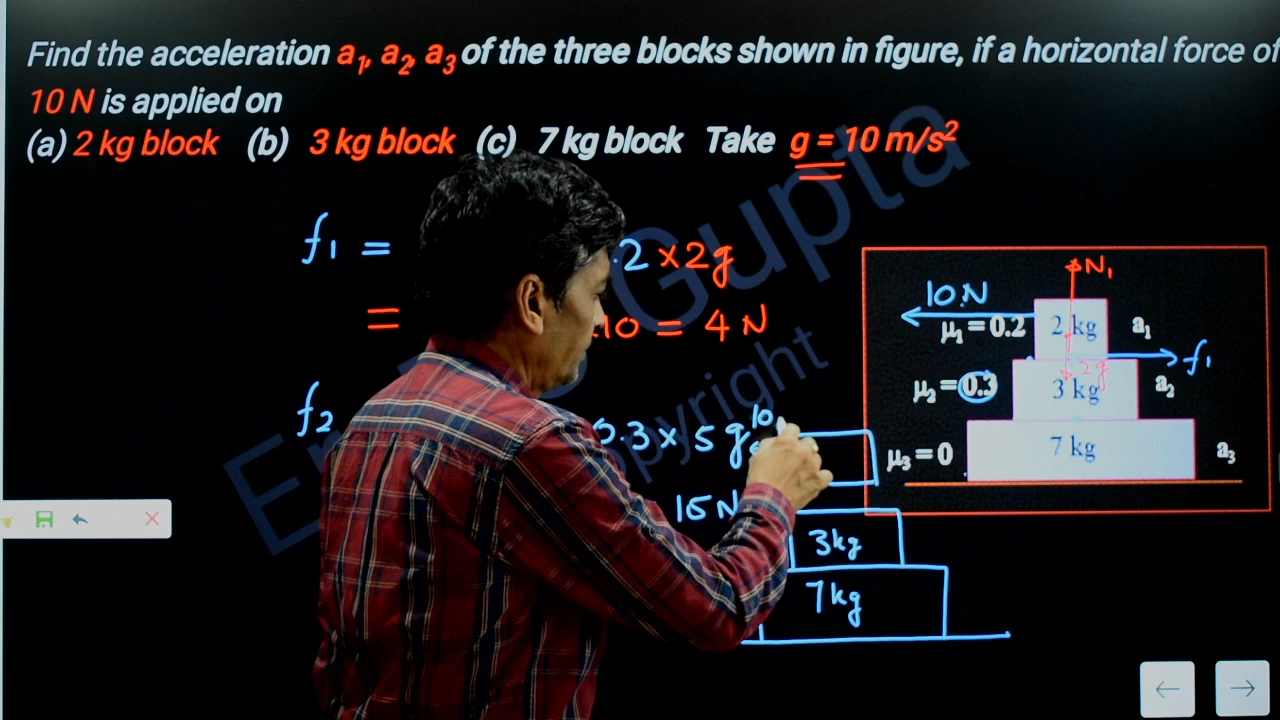 Find the acceleration a1, a2, a3 of the three blocks shown in figure, if a horizontal force of
10 N is applied on
(a) 2 kg block (b) 3 kg block (c) 7 kg block Take g = 10 m/s²
f1 = .2 x 2g
= 10 = 4 N
f2 0.3 x 5 g 10
15 N
3kg
7kg
N1
10 N
μ1 = 0.2 2 kg a1
f1
2g
μ2 = 0.3 3 kg a2
μ3 = 0 7 kg a3
Er. Gupta
Copyright